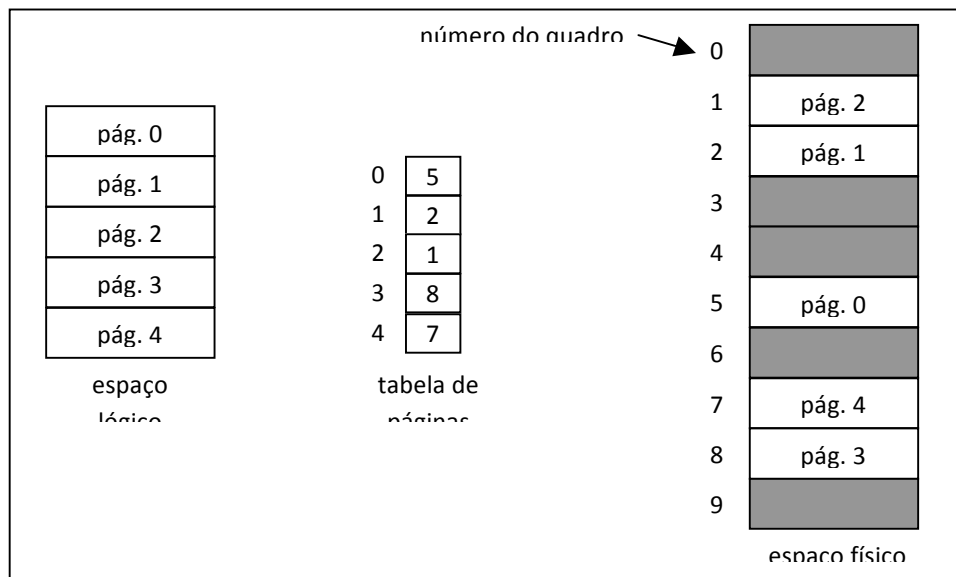 número do quadro
pág. 0
pág. 1
pág. 2
pág. 3
pág. 4
espaço
lógico
0 5
1 2
2 1
3 8
4 7
tabela de
páginas
0
1 pág. 2
2 pág. 1
3
4
5 pág. 0
6
7 pág. 4
8 pág. 3
9
espaço físico